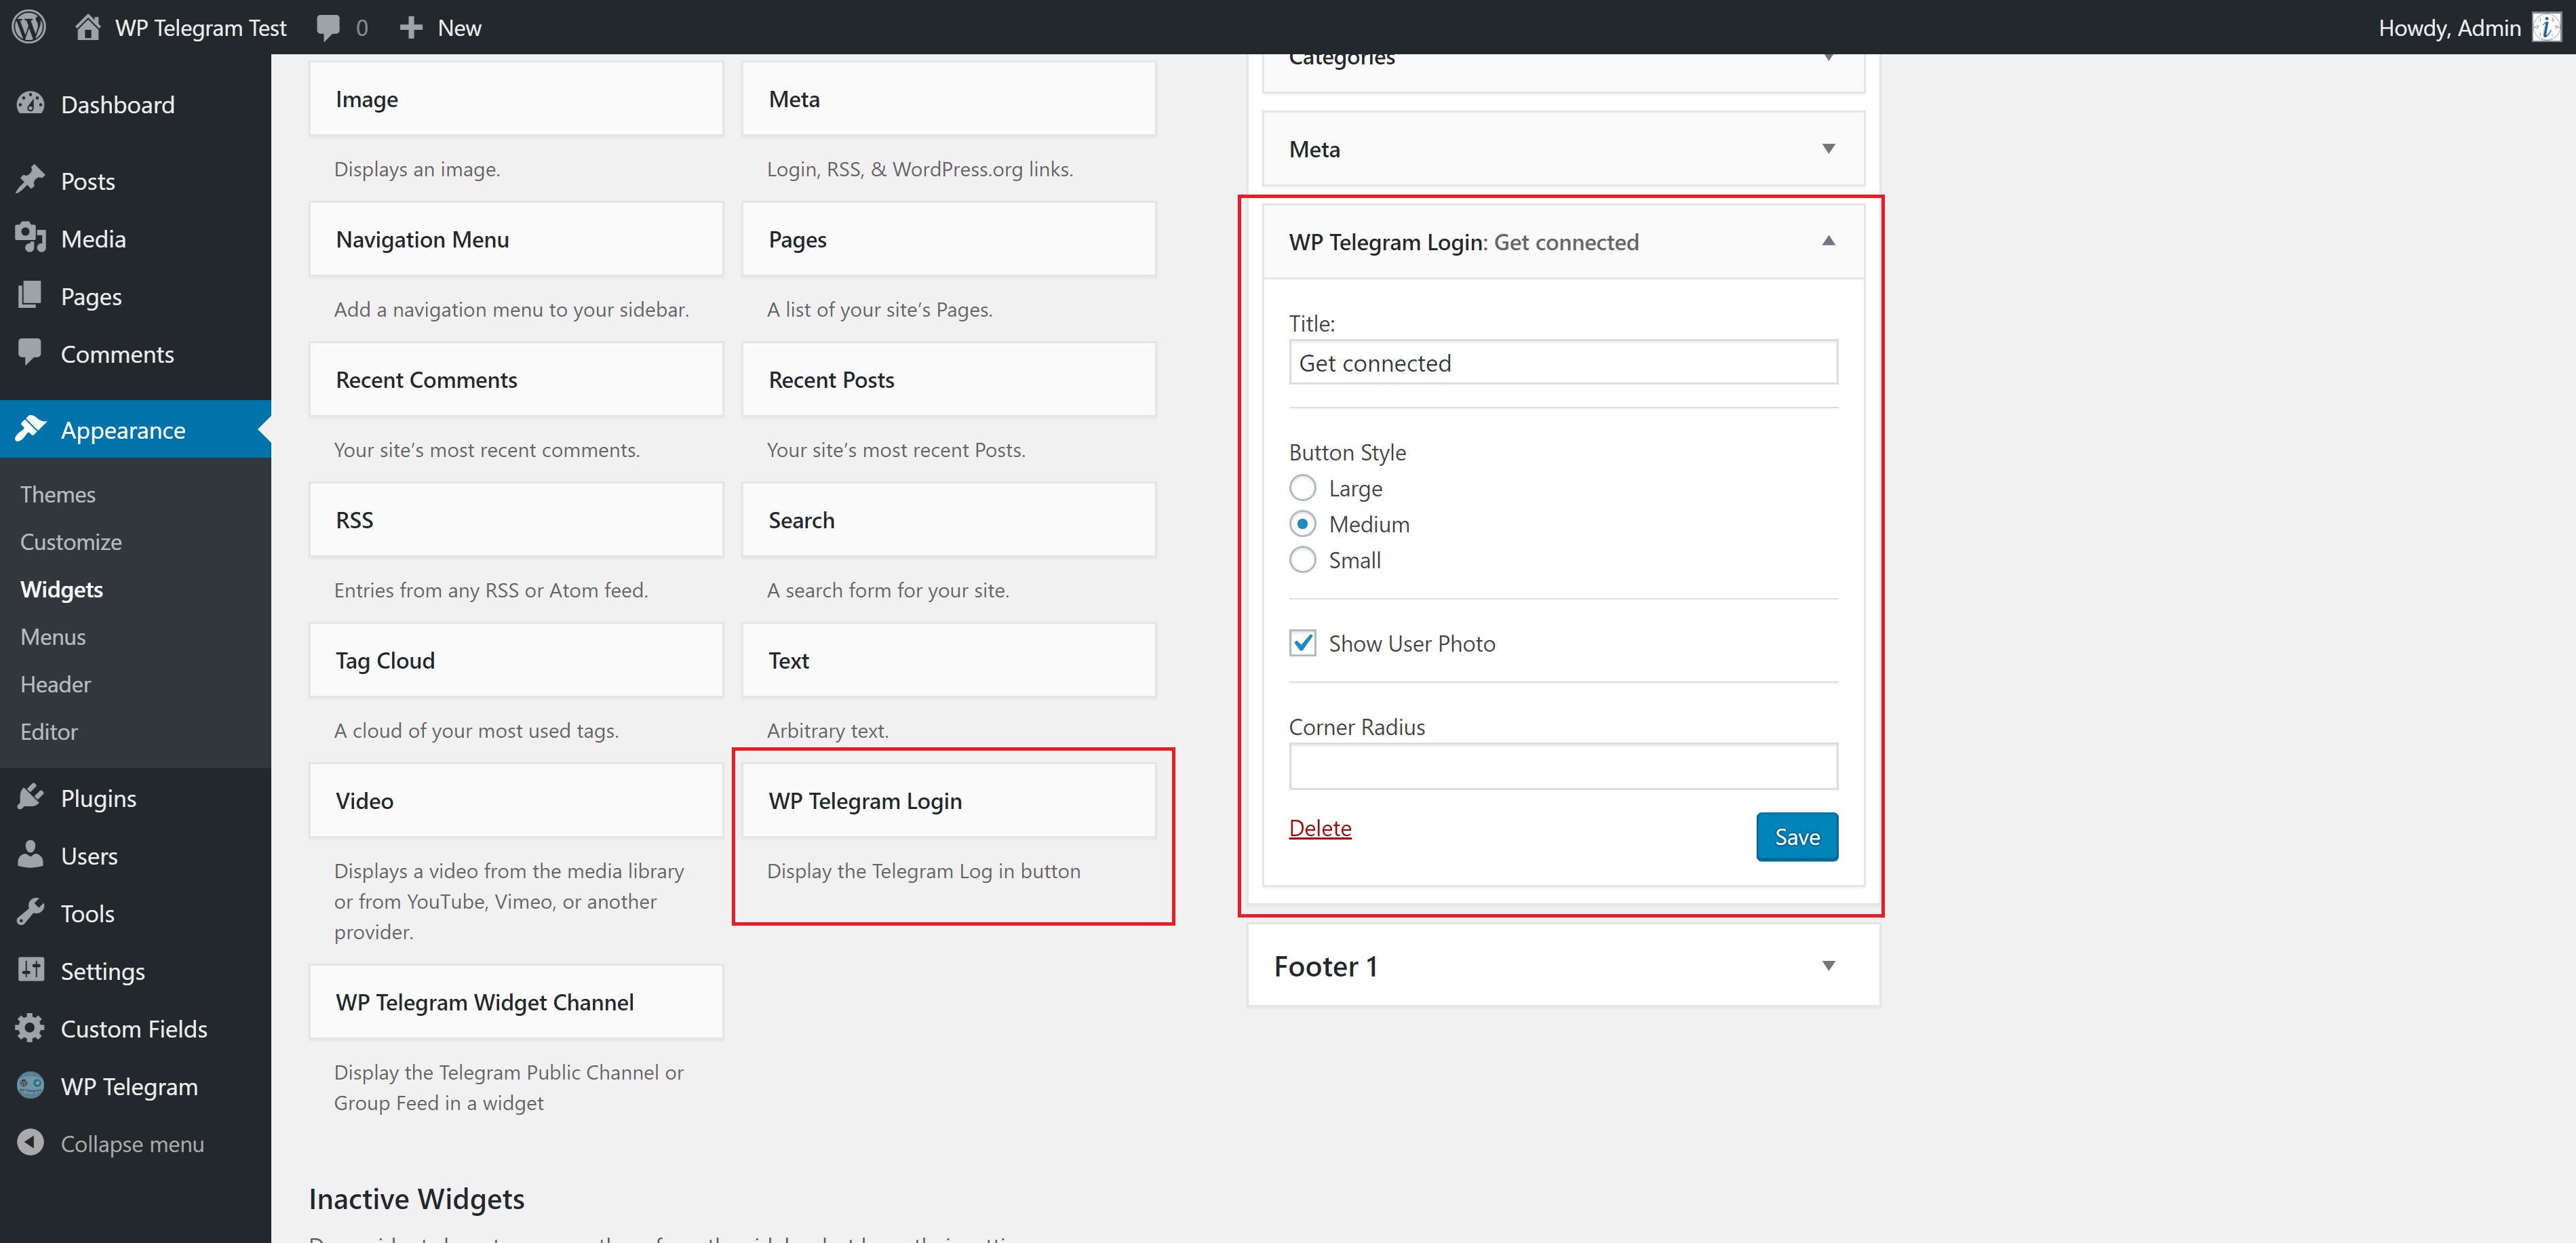 WP Telegram Test
0
New
Howdy, Admin
Dashboard
Posts
Media
Pages
Comments
Appearance
Themes
Customize
Widgets
Menus
Header
Editor
Plugins
Users
Tools
Settings
Custom Fields
WP Telegram
Collapse menu
Image
Displays an image.
Meta
Login, RSS, & WordPress.org links.
Navigation Menu
Add a navigation menu to your sidebar.
Pages
A list of your site’s Pages.
Recent Comments
Your site’s most recent comments.
Recent Posts
Your site’s most recent Posts.
RSS
Entries from any RSS or Atom feed.
Search
A search form for your site.
Tag Cloud
A cloud of your most used tags.
Text
Arbitrary text.
Video
Displays a video from the media library
or from YouTube, Vimeo, or another
provider.
WP Telegram Login
Display the Telegram Log in button
WP Telegram Widget Channel
Display the Telegram Public Channel or
Group Feed in a widget
Inactive Widgets
Categories
Meta
WP Telegram Login: Get connected
Title:
Get connected
Button Style
Large
Medium
Small
Show User Photo
Corner Radius
Delete
Save
Footer 1